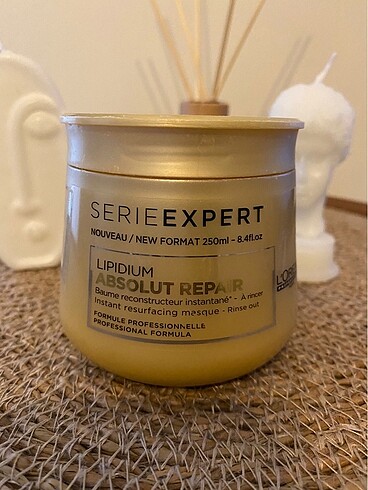 SERIEEXPERT
NOUVEAU / NEW FORMAT 250ml - 8.4fl.oz
LIPIDIUM
ABSOLUT REPAIR
Baume reconstructeur instantané* - À rincer
Instant resurfacing masque - Rinse out
FORMULE PROFESSIONNELLE
PROFESSIONAL FORMULA
L'ORÉ